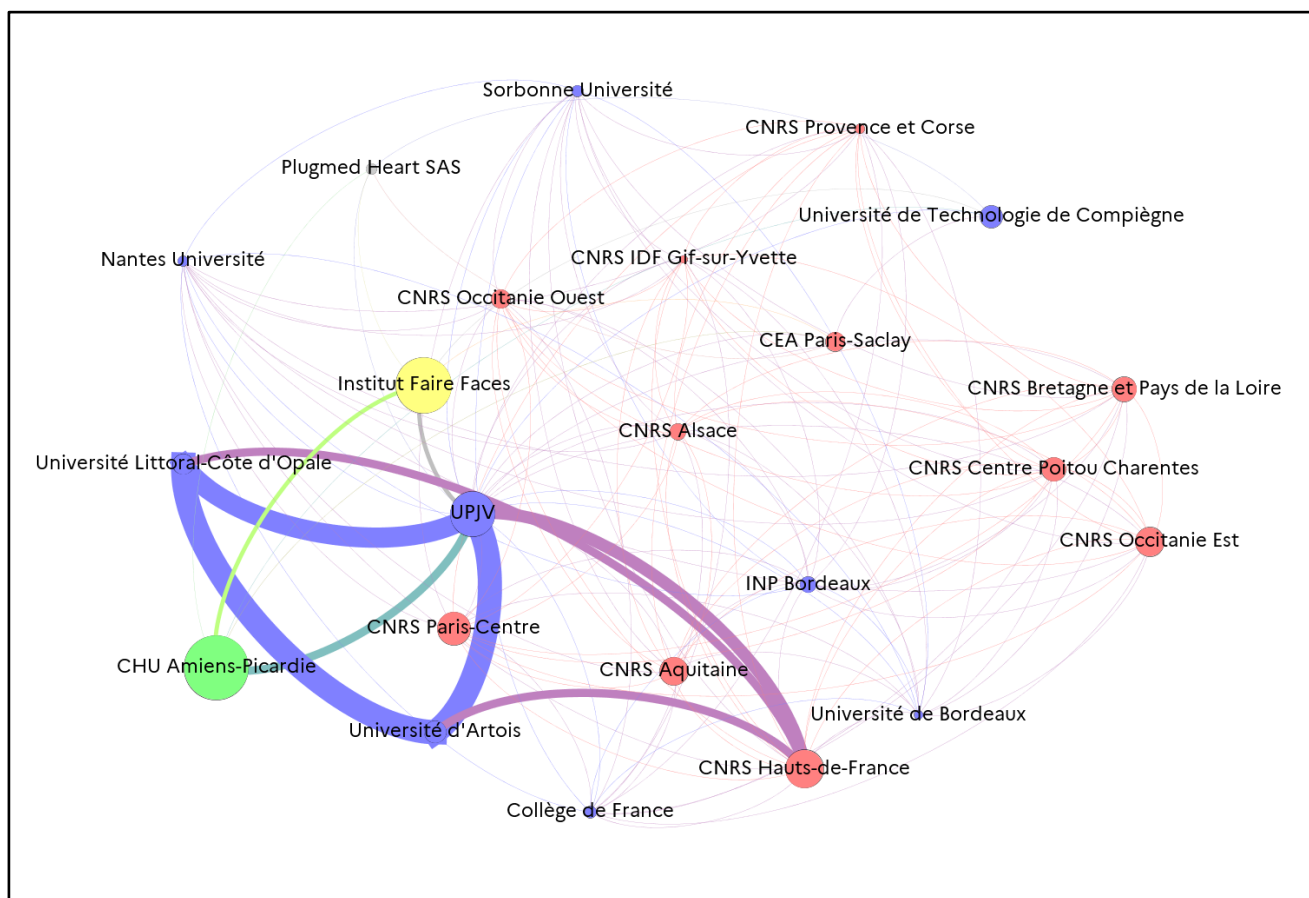 Sorbonne Université
CNRS Provence et Corse
Plugmed Heart SAS
Université de Technologie de Compiègne
Nantes Université
CNRS IDF Gif-sur-Yvette
CNRS Occitanie Ouest
CEA Paris-Saclay
Institut Faire Faces
CNRS Bretagne et Pays de la Loire
CNRS Alsace
Université Littoral-Côte d'Opale
CNRS Centre Poitou Charentes
UPJV
CNRS Occitanie Est
INP Bordeaux
CNRS Paris-Centre
CHU Amiens-Picardie
CNRS Aquitaine
Université de Bordeaux
Université d'Artois
CNRS Hauts-de-France
Collège de France